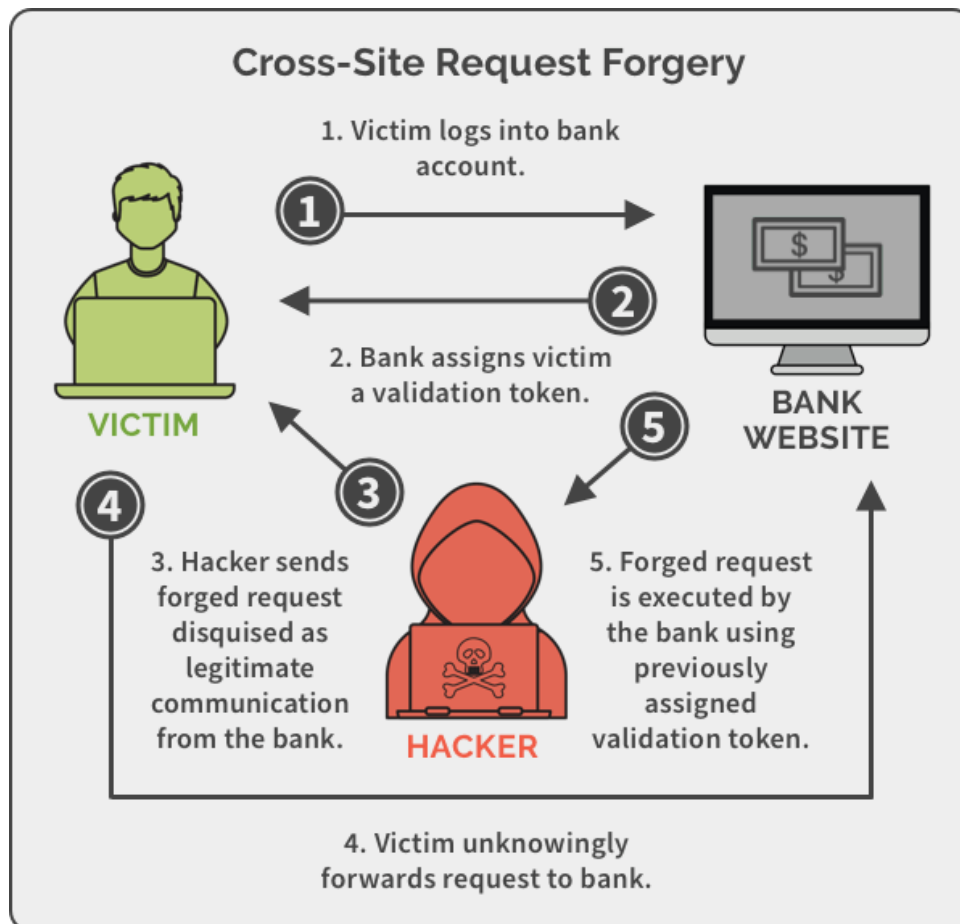 Cross-Site Request Forgery
1. Victim logs into bank
account.
1
2
$
$
2. Bank assigns victim
a validation token.
VICTIM
BANK
WEBSITE
5
3
4
3. Hacker sends
forged request
disquised as
legitimate
communication
from the bank.
HACKER
5. Forged request
is executed by
the bank using
previously
assigned
validation token.
4. Victim unknowingly
forwards request to bank.